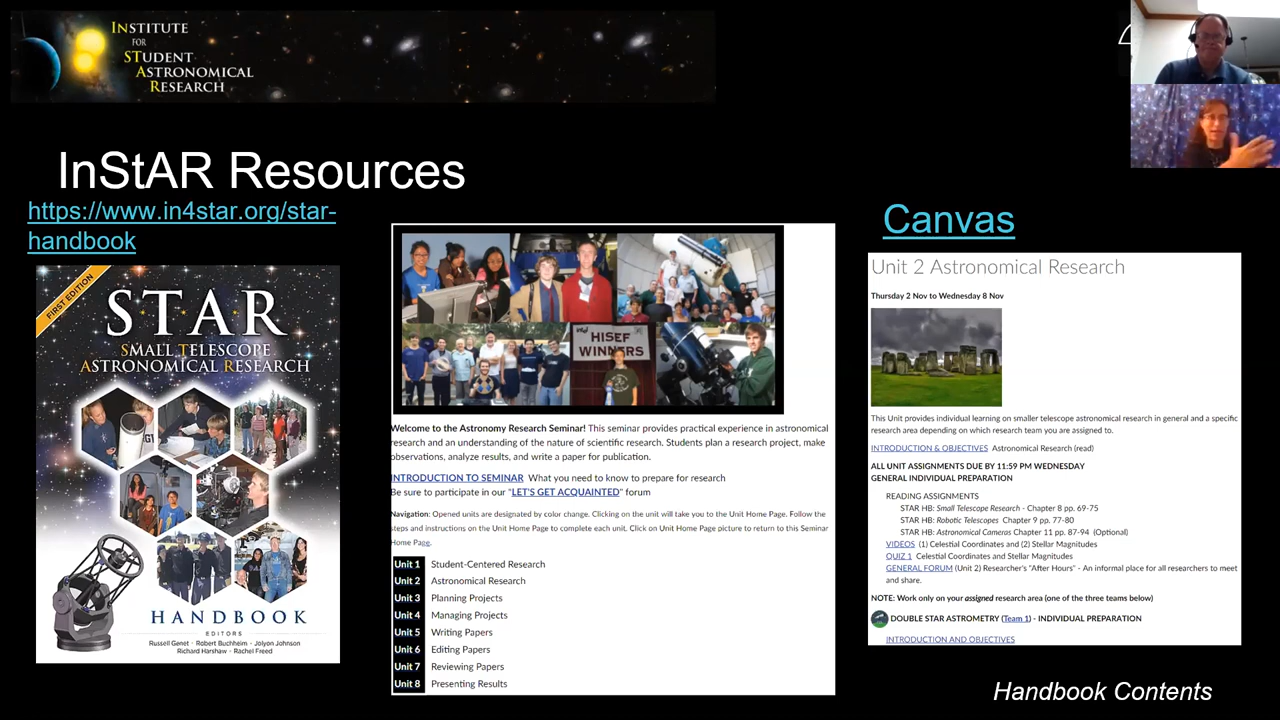 INSTITUTE
FOR
STUDENT
ASTRONOMICAL
RESEARCH
InStAR Resources
https://www.in4star.org/star-
handbook
FIRST EDITION
STAR
SMALL TELESCOPE
ASTRONOMICAL RESEARCH
HANDBOOK
EDITORS
Russell Genet · Robert Buchheim · Jolyon Johnson
Richard Harshaw · Rachel Freed
HISEF
WINNERS
Welcome to the Astronomy Research Seminar! This seminar provides practical experience in astronomical
research and an understanding of the nature of scientific research. Students plan a research project, make
observations, analyze results, and write a paper for publication.
INTRODUCTION TO SEMINAR What you need to know to prepare for research
Be sure to participate in our "LET'S GET ACQUAINTED" forum
Navigation: Opened units are designated by color change. Clicking on the unit will take you to the Unit Home Page. Follow the
steps and instructions on the Unit Home Page to complete each unit. Click on Unit Home Page picture to return to this Seminar
Home Page.
Unit 1 Student-Centered Research
Unit 2 Astronomical Research
Unit 3 Planning Projects
Unit 4 Managing Projects
Unit 5 Writing Papers
Unit 6 Editing Papers
Unit 7 Reviewing Papers
Unit 8 Presenting Results
Canvas
Unit 2 Astronomical Research
Thursday 2 Nov to Wednesday 8 Nov
This Unit provides individual learning on smaller telescope astronomical research in general and a specific
research area depending on which research team you are assigned to.
INTRODUCTION & OBJECTIVES Astronomical Research (read)
ALL UNIT ASSIGNMENTS DUE BY 11:59 PM WEDNESDAY
GENERAL INDIVIDUAL PREPARATION
READING ASSIGNMENTS
STAR HB: Small Telescope Research - Chapter 8 pp. 69-75
STAR HB: Robotic Telescopes Chapter 9 pp. 77-80
STAR HB: Astronomical Cameras Chapter 11 pp. 87-94 (Optional)
VIDEOS (1) Celestial Coordinates and (2) Stellar Magnitudes
QUIZ 1 Celestial Coordinates and Stellar Magnitudes
GENERAL FORUM (Unit 2) Researcher's "After Hours" - An informal place for all researchers to meet
and share.
NOTE: Work only on your assigned research area (one of the three teams below)
DOUBLE STAR ASTROMETRY (Team 1) - INDIVIDUAL PREPARATION
INTRODUCTION AND OBJECTIVES
Handbook Contents